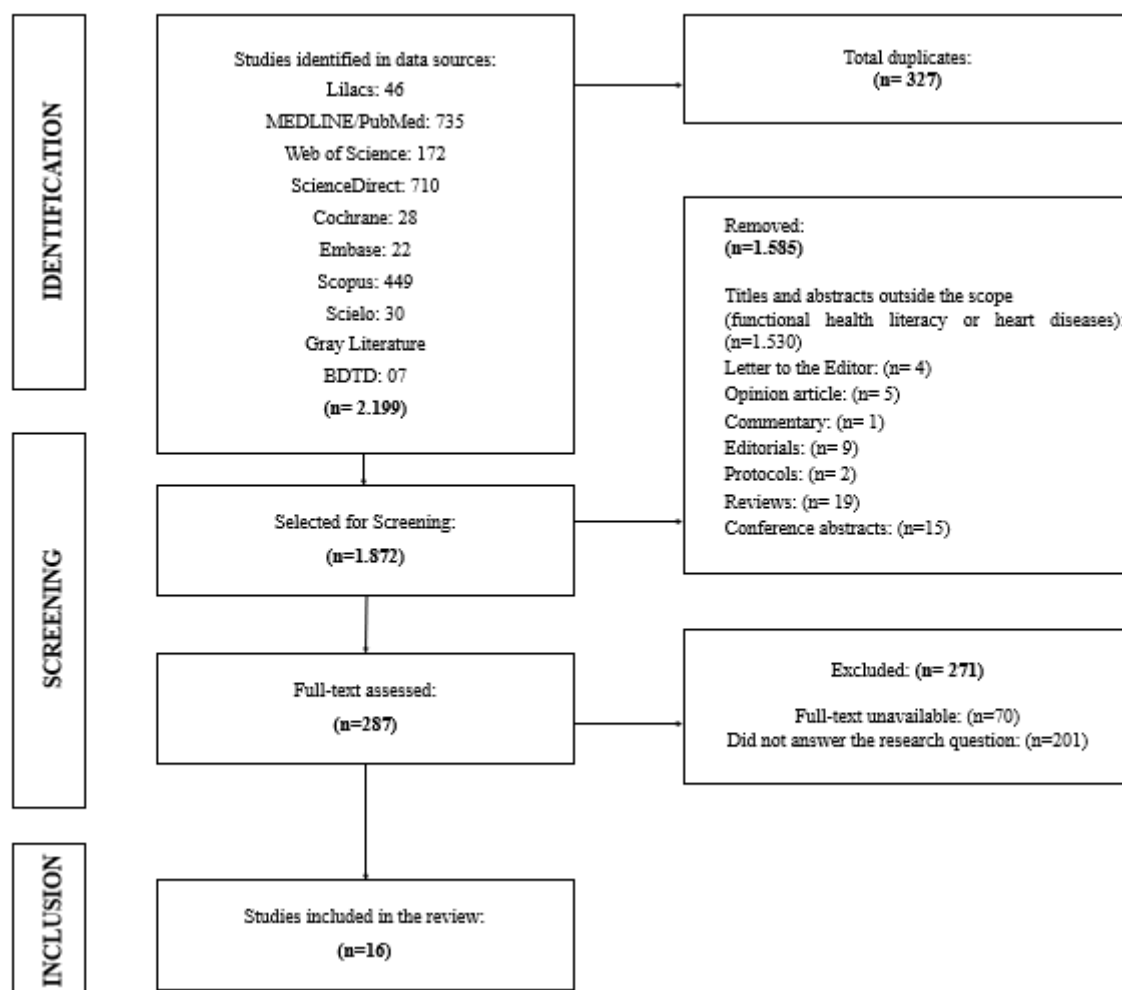 IDENTIFICATION
Studies identified in data sources:
Lilacs: 46
MEDLINE/PubMed: 735
Web of Science: 172
ScienceDirect: 710
Cochrane: 28
Embase: 22
Scopus: 449
Scielo: 30
Gray Literature
BDTD: 07
(n= 2.199)
Total duplicates:
(n= 327)
Removed:
(n=1.585)
Titles and abstracts outside the scope
(functional health literacy or heart diseases):
(n=1.530)
Letter to the Editor: (n= 4)
Opinion article: (n= 5)
Commentary: (n= 1)
Editorials: (n= 9)
Protocols: (n= 2)
Reviews: (n= 19)
Conference abstracts: (n=15)
SCREENING
Selected for Screening:
(n=1.872)
Full-text assessed:
(n=287)
Excluded: (n= 271)
Full-text unavailable: (n=70)
Did not answer the research question: (n=201)
INCLUSION
Studies included in the review:
(n=16)